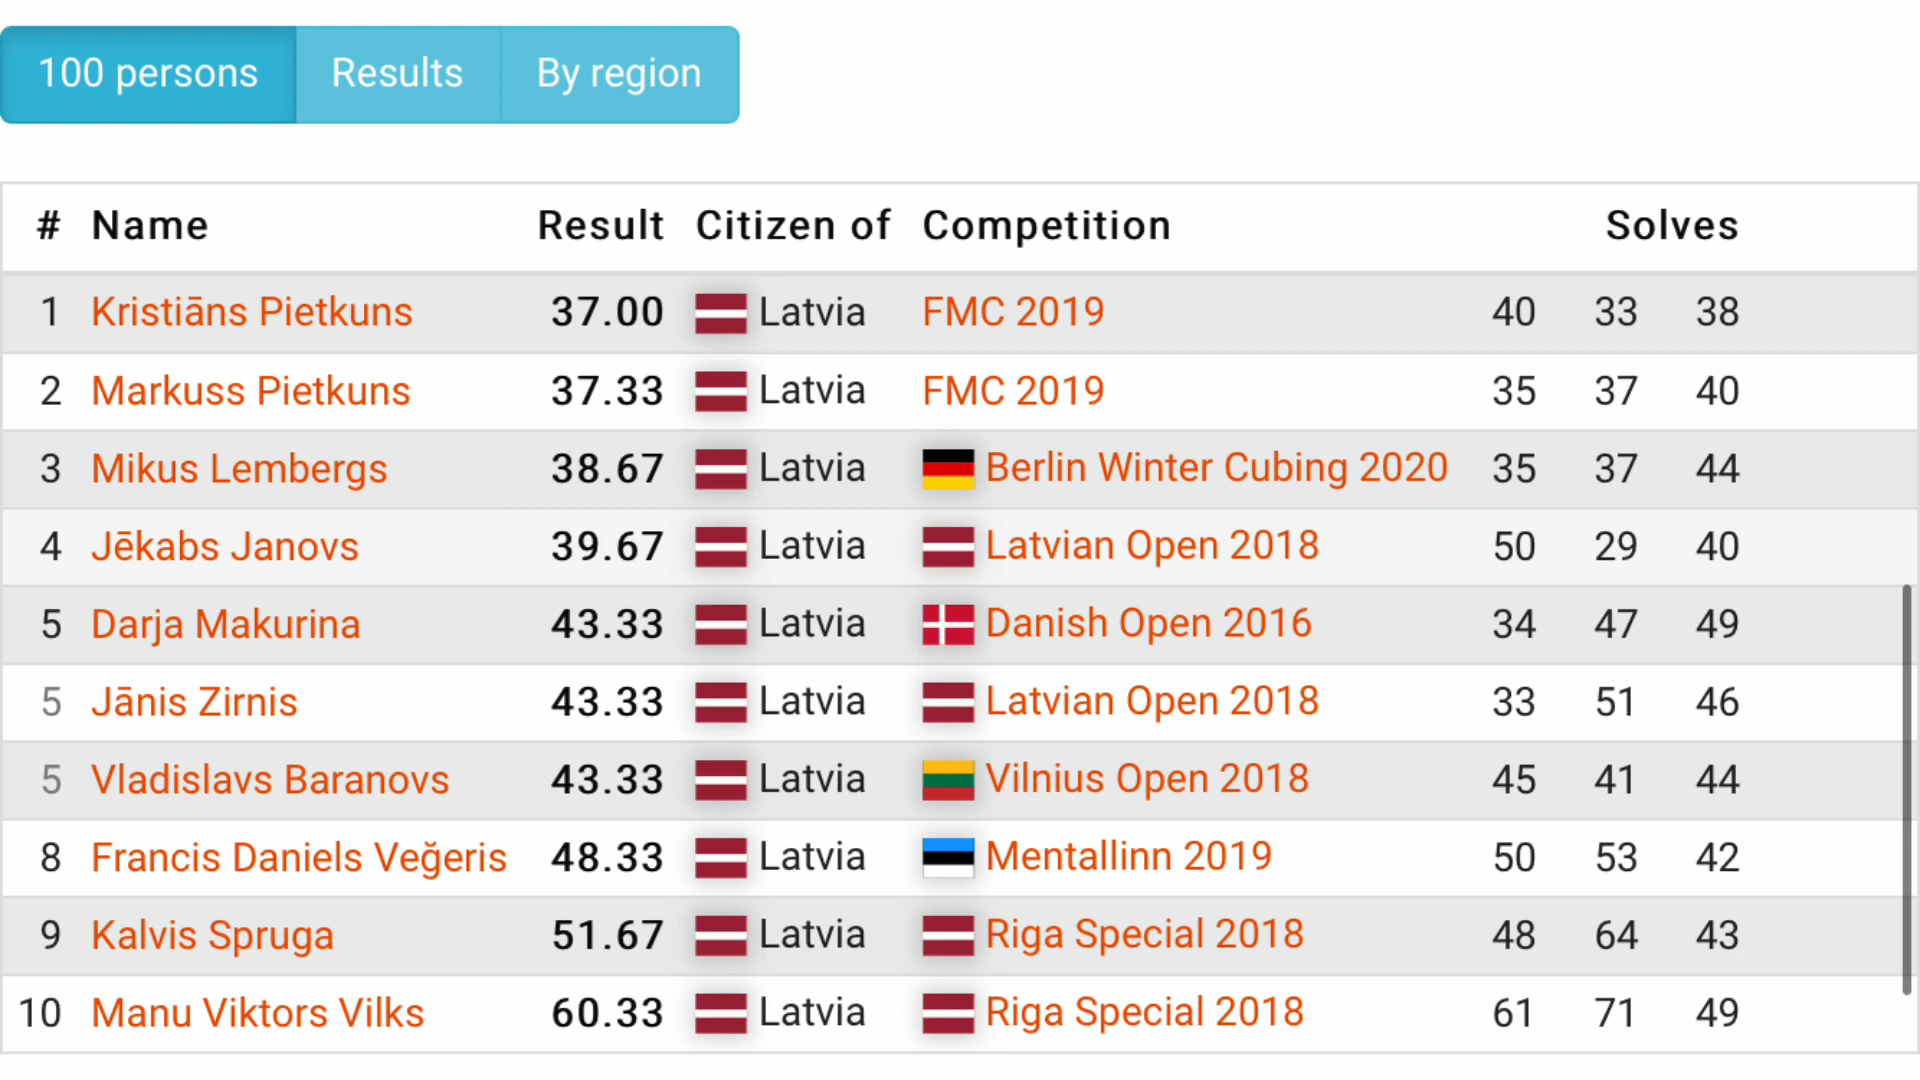 100 persons Results By region
# Name Result Citizen of Competition Solves
1 Kristiāns Pietkuns 37.00 Latvia FMC 2019 40 33 38
2 Markuss Pietkuns 37.33 Latvia FMC 2019 35 37 40
3 Mikus Lembergs 38.67 Latvia Berlin Winter Cubing 2020 35 37 44
4 Jēkabs Janovs 39.67 Latvia Latvian Open 2018 50 29 40
5 Darja Makurina 43.33 Latvia Danish Open 2016 34 47 49
5 Jānis Zirnis 43.33 Latvia Latvian Open 2018 33 51 46
5 Vladislavs Baranovs 43.33 Latvia Vilnius Open 2018 45 41 44
8 Francis Daniels Veğeris 48.33 Latvia Mentallinn 2019 50 53 42
9 Kalvis Spruga 51.67 Latvia Riga Special 2018 48 64 43
10 Manu Viktors Vilks 60.33 Latvia Riga Special 2018 61 71 49